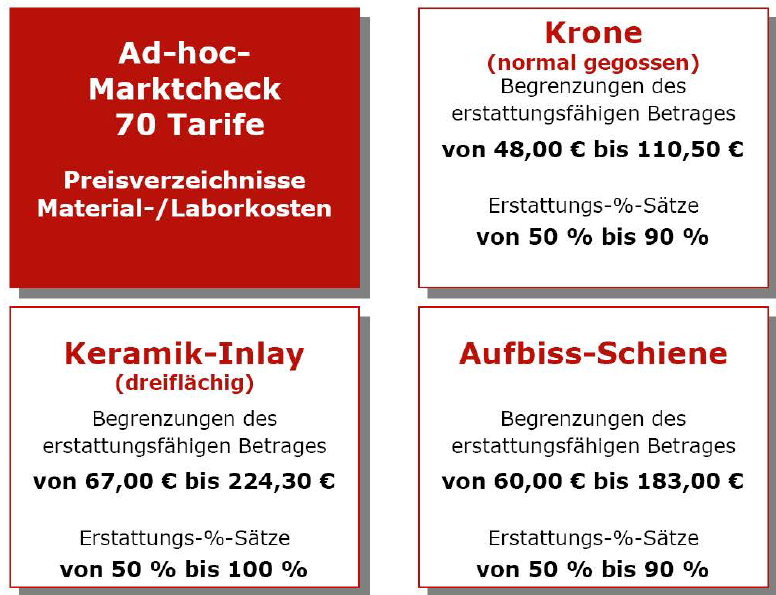 Ad-hoc-
Marktcheck
70 Tarife
Preisverzeichnisse
Material-/Laborkosten
Krone
(normal gegossen)
Begrenzungen des
erstattungsfähigen Betrages
von 48,00 € bis 110,50 €
Erstattungs-%-Sätze
von 50 % bis 90 %
Keramik-Inlay
(dreiflächig)
Begrenzungen des
erstattungsfähigen Betrages
von 67,00 € bis 224,30 €
Erstattungs-%-Sätze
von 50 % bis 100 %
Aufbiss-Schiene
Begrenzungen des
erstattungsfähigen Betrages
von 60,00 € bis 183,00 €
Erstattungs-%-Sätze
von 50 % bis 90 %